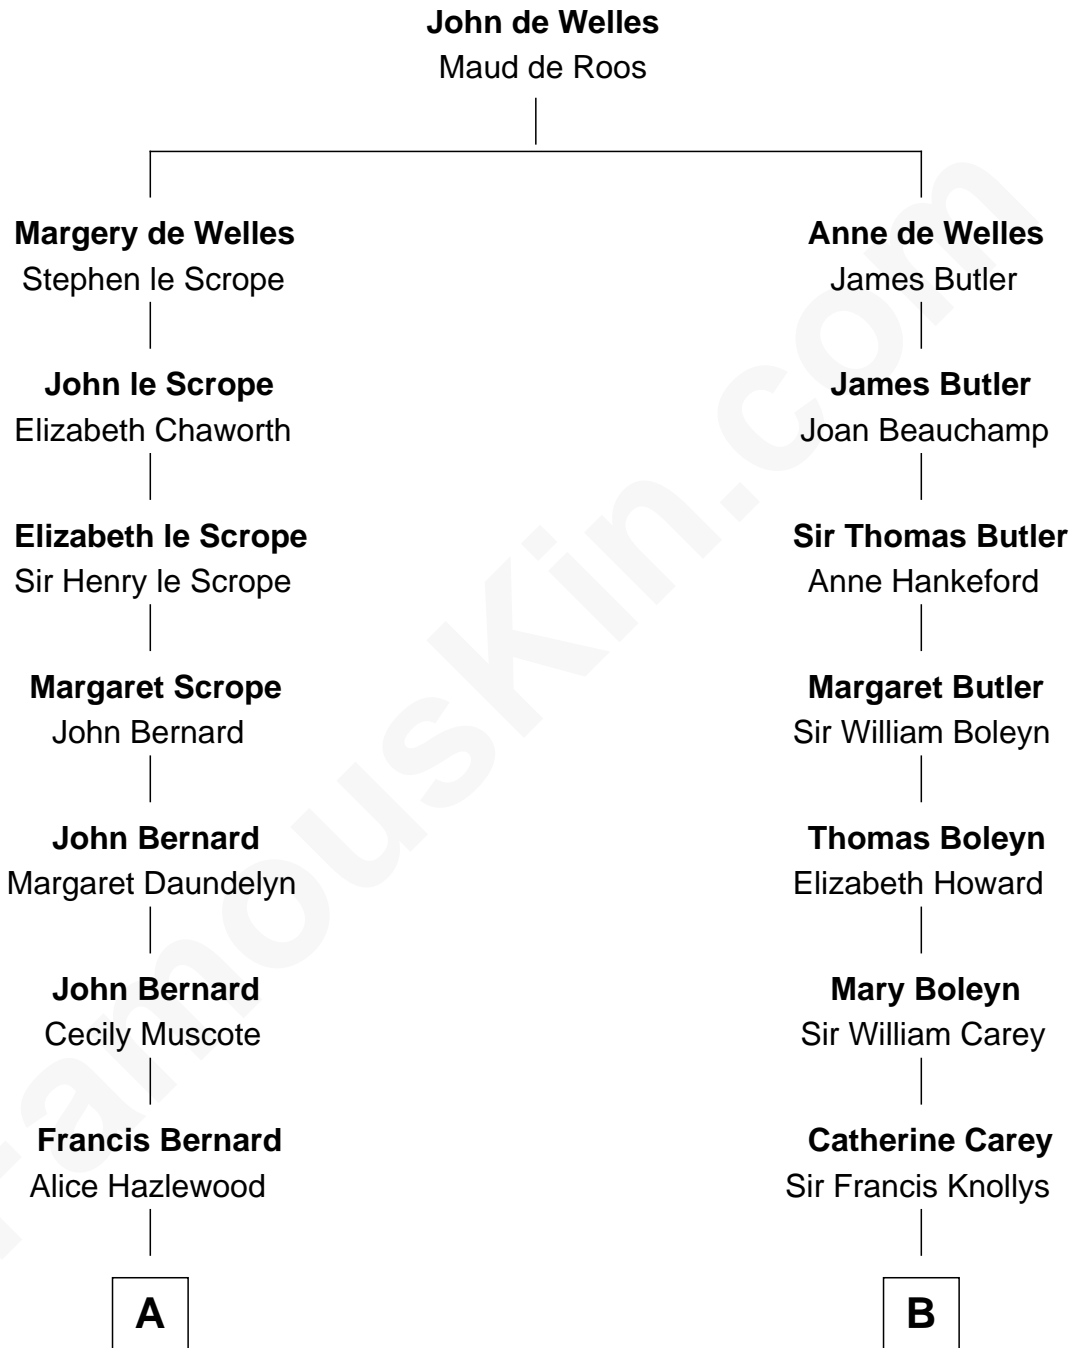 John de Welles
Maud de Roos
Margery de Welles
Stephen le Scrope
John le Scrope
Elizabeth Chaworth
Elizabeth le Scrope
Sir Henry le Scrope
Margaret Scrope
John Bernard
John Bernard
Margaret Daundelyn
John Bernard
Cecily Muscote
Francis Bernard
Alice Hazlewood
A
Anne de Welles
James Butler
James Butler
Joan Beauchamp
Sir Thomas Butler
Anne Hankeford
Margaret Butler
Sir William Boleyn
Thomas Boleyn
Elizabeth Howard
Mary Boleyn
Sir William Carey
Catherine Carey
Sir Francis Knollys
B
FamousKin.com